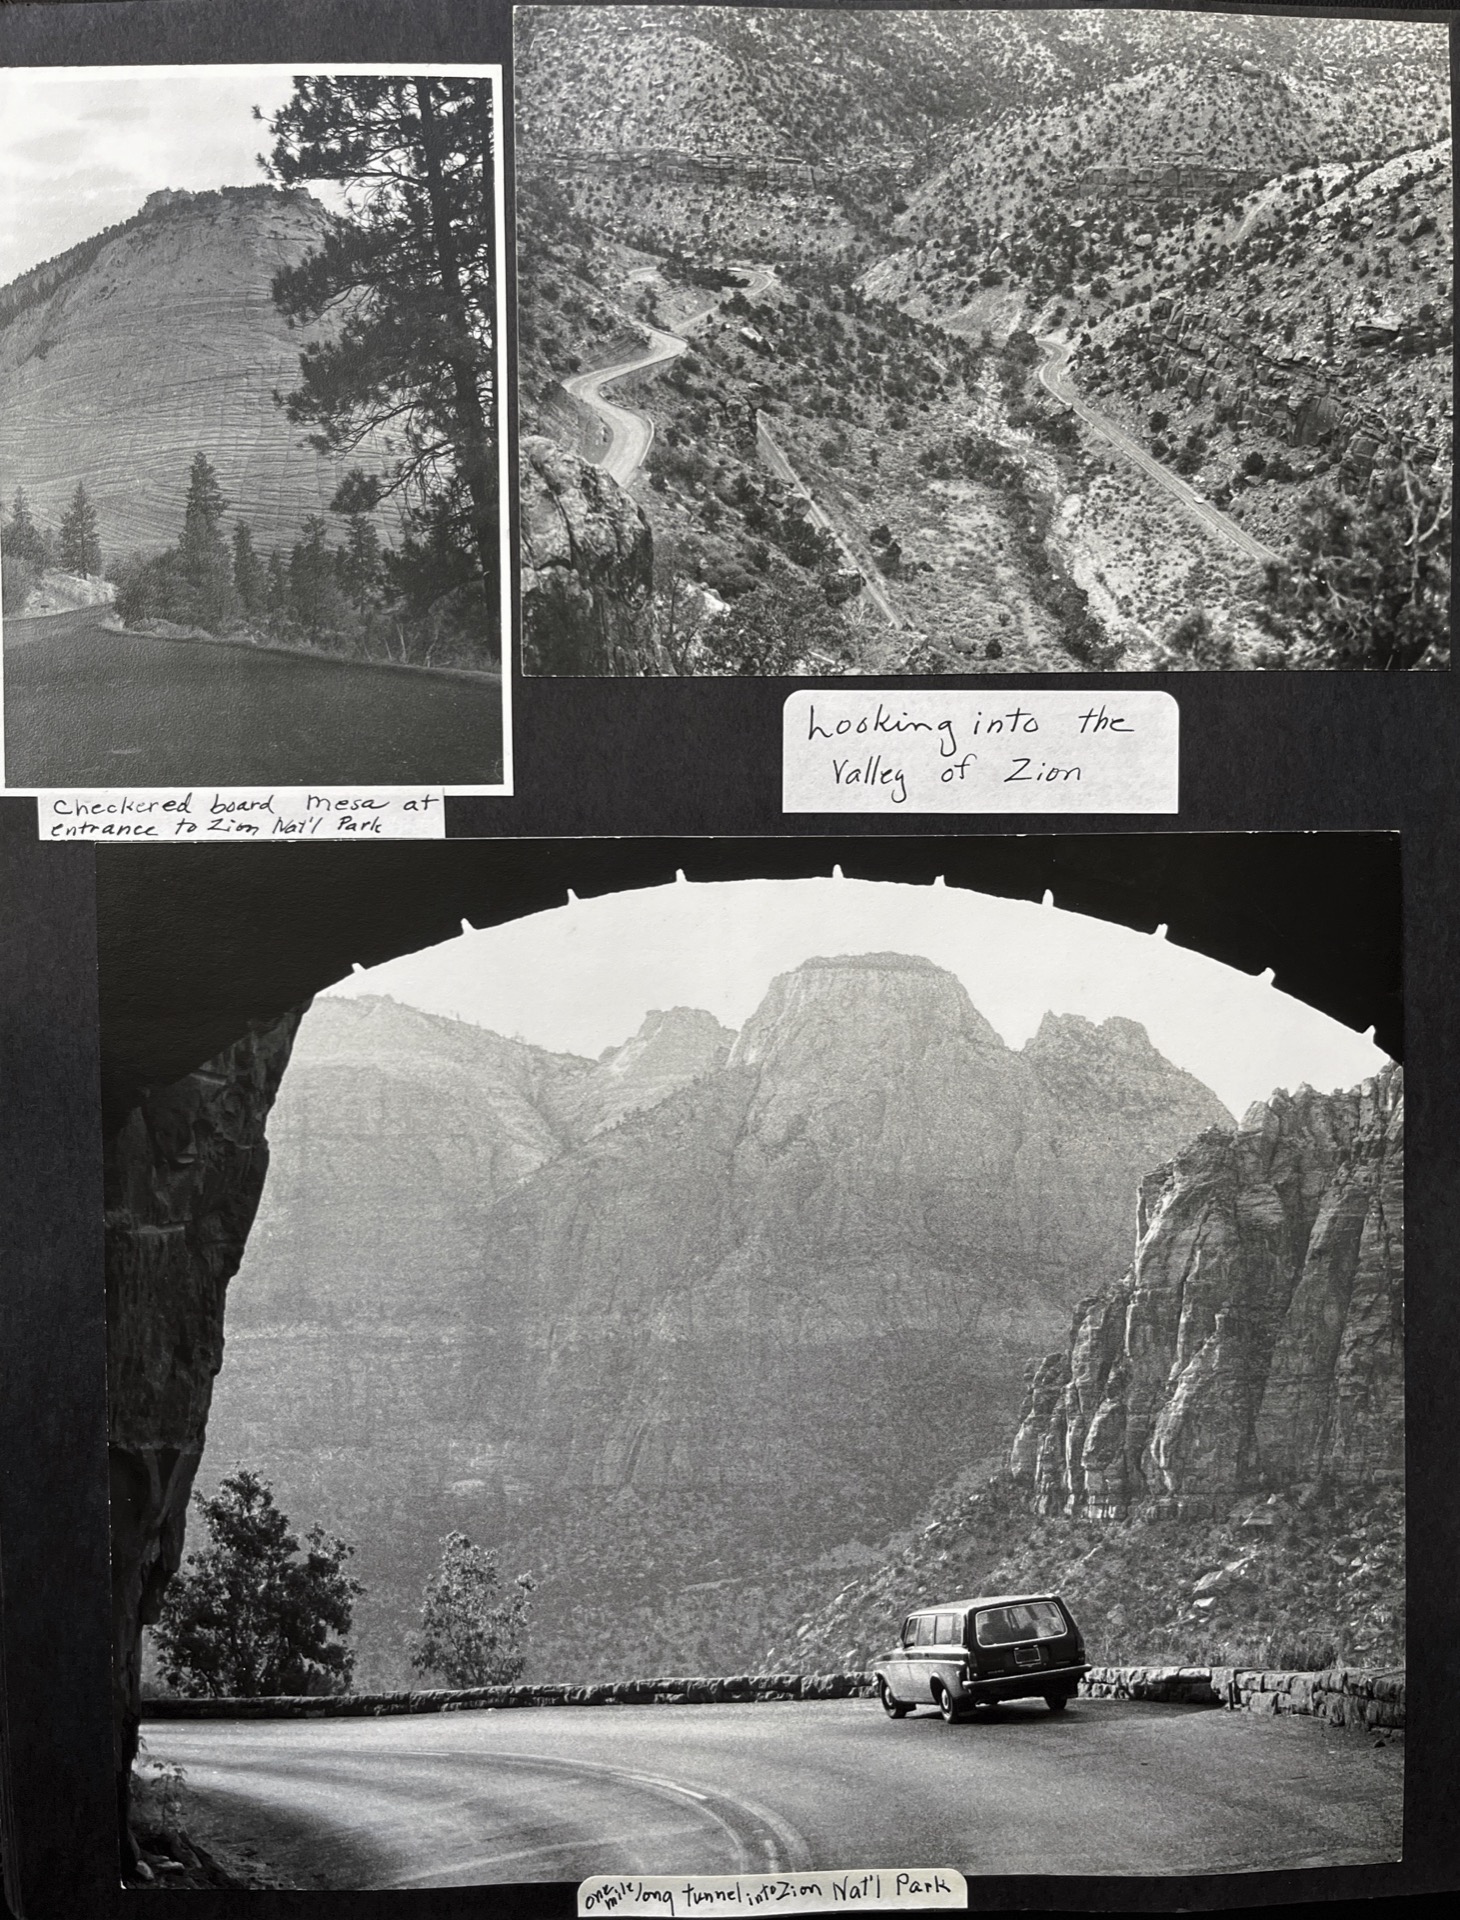 Checkered board mesa at
entrance to Zion Nat'l Park
Looking into the
Valley of Zion
one mile long tunnel into Zion Nat'l Park